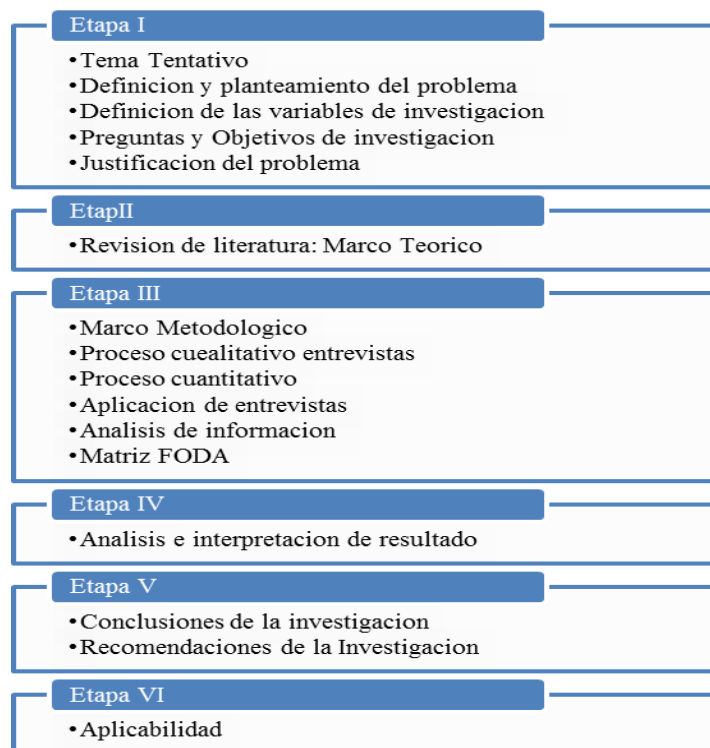 Etapa I
•Tema Tentativo
•Definicion y planteamiento del problema
•Definicion de las variables de investigacion
•Preguntas y Objetivos de investigacion
•Justificacion del problema
EtapII
•Revision de literatura: Marco Teorico
Etapa III
•Marco Metodologico
•Proceso cuealitativo entrevistas
•Proceso cuantitativo
•Aplicacion de entrevistas
•Analisis de informacion
•Matriz FODA
Etapa IV
•Analisis e interpretacion de resultado
Etapa V
•Conclusiones de la investigacion
•Recomendaciones de la Investigacion
Etapa VI
•Aplicabilidad